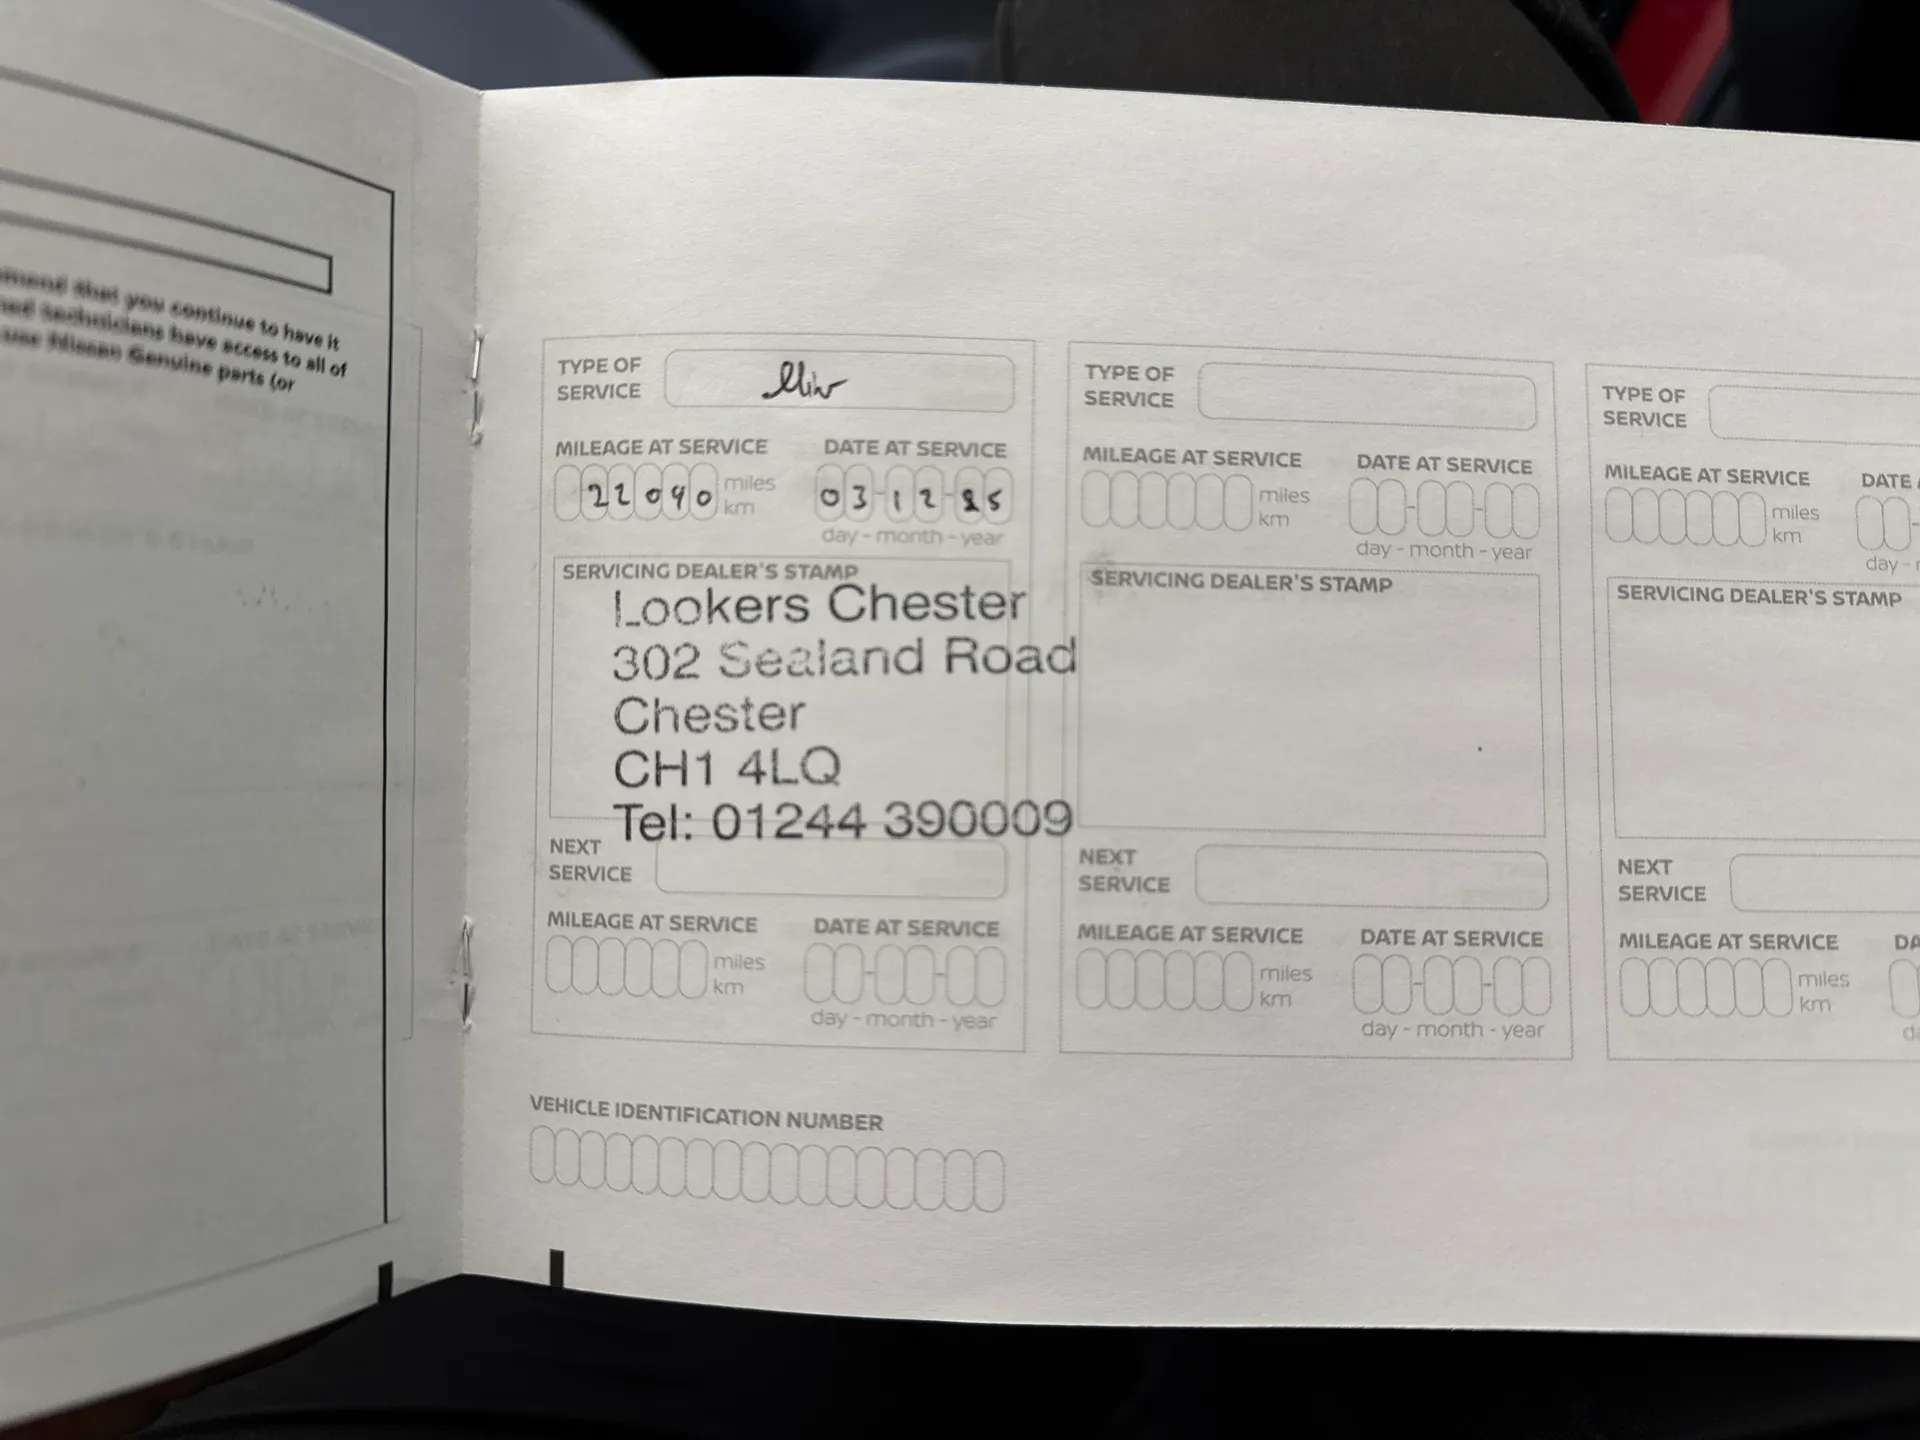 mend that you continue to have it
technicians have access to all of
use Nissan Genuine parts (or
TYPE OF
SERVICE
MILEAGE AT SERVICE
22090 miles
km
DATE AT SERVICE
03-12-25
day - month - year
SERVICING DEALER'S STAMP
Lookers Chester
302 Sealand Road
Chester
CH1 4LQ
Tel: 01244 390009
NEXT
SERVICE
MILEAGE AT SERVICE
miles
km
DATE AT SERVICE
day - month - year
TYPE OF
SERVICE
MILEAGE AT SERVICE
miles
km
DATE AT SERVICE
day - month - year
SERVICING DEALER'S STAMP
NEXT
SERVICE
MILEAGE AT SERVICE
miles
km
DATE AT SERVICE
day - month - year
TYPE OF
SERVICE
MILEAGE AT SERVICE
miles
km
DATE
day -
SERVICING DEALER'S STAMP
NEXT
SERVICE
MILEAGE AT SERVICE
miles
km
DA
VEHICLE IDENTIFICATION NUMBER